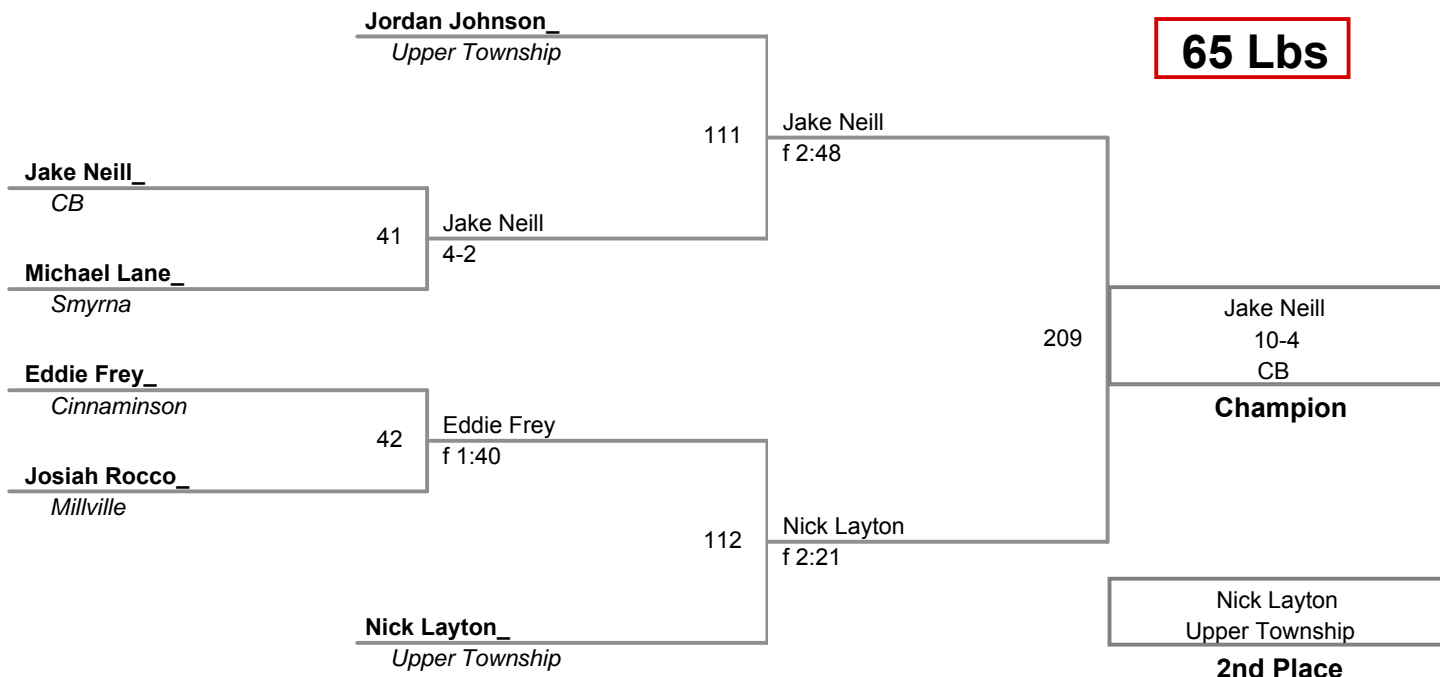 Jordan Johnson_
Upper Township
65 Lbs
111
Jake Neill
f 2:48
Jake Neill_
CB
41
Jake Neill
4-2
Michael Lane_
Smyrna
209
Jake Neill
10-4
CB
Champion
Eddie Frey_
Cinnaminson
42
Eddie Frey
f 1:40
Josiah Rocco_
Millville
112
Nick Layton
f 2:21
Nick Layton_
Upper Township
Nick Layton
Upper Township
2nd Place